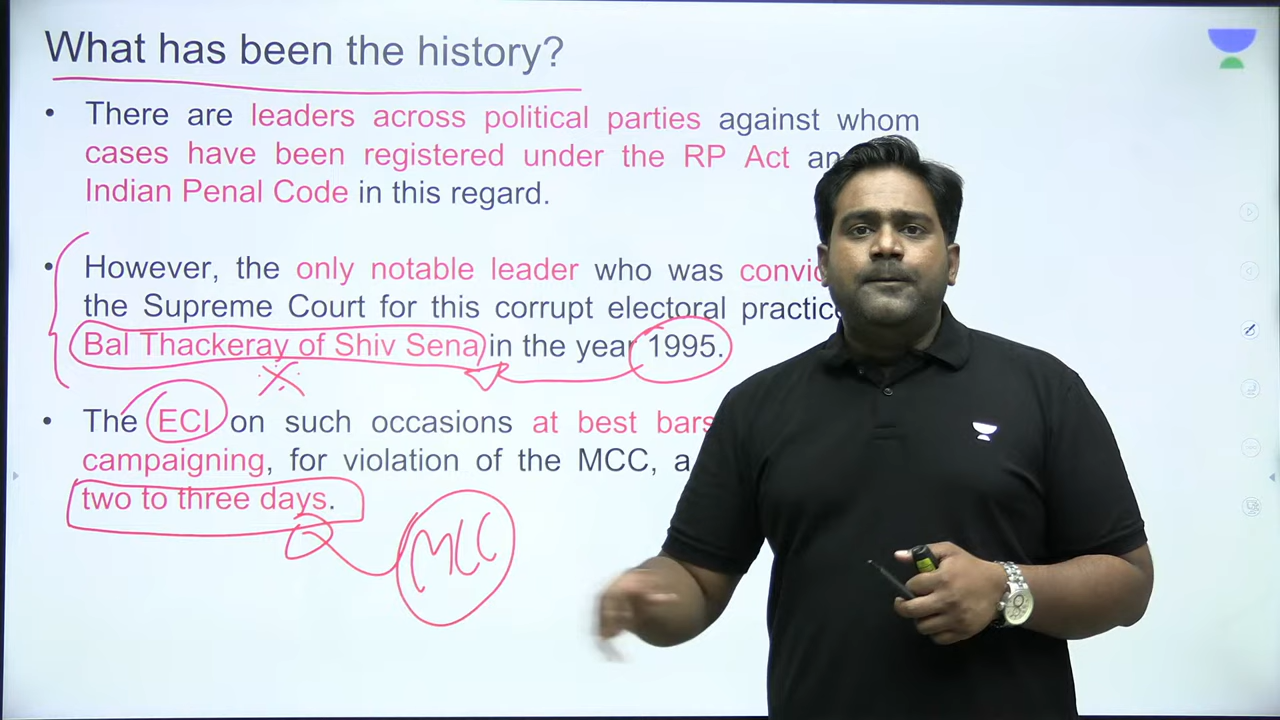 What has been the history?
• There are leaders across political parties against whom
cases have been registered under the RP Act
Indian Penal Code in this regard.
• However, the only notable leader who was
the Supreme Court for this corrupt electoral
Bal Thackeray of Shiv Sena in the year 1995.
• The ECI on such occasions at best bars
campaigning, for violation of the MCC,
two to three days.
MCC